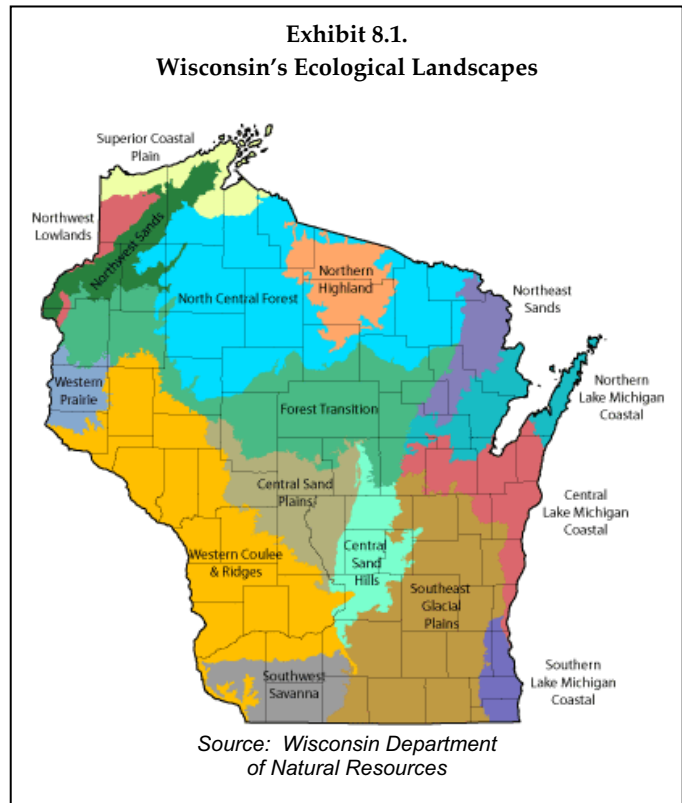 Exhibit 8.1.
Wisconsin's Ecological Landscapes
Superior Coastal
Plain
Northwest
Lowlands
Northwest Sands
North Central Forest
Northern
Highland
Northeast
Sands
Western
Prairie
Forest Transition
Northern
Lake Michigan
Coastal
Central Sand
Plains
Central
Lake Michigan
Coastal
Western Coulee
& Ridges
Central
Sand
Hills
Southeast
Glacial
Plains
Southwest
Savanna
Southern
Lake Michigan
Coastal
Source: Wisconsin Department
of Natural Resources